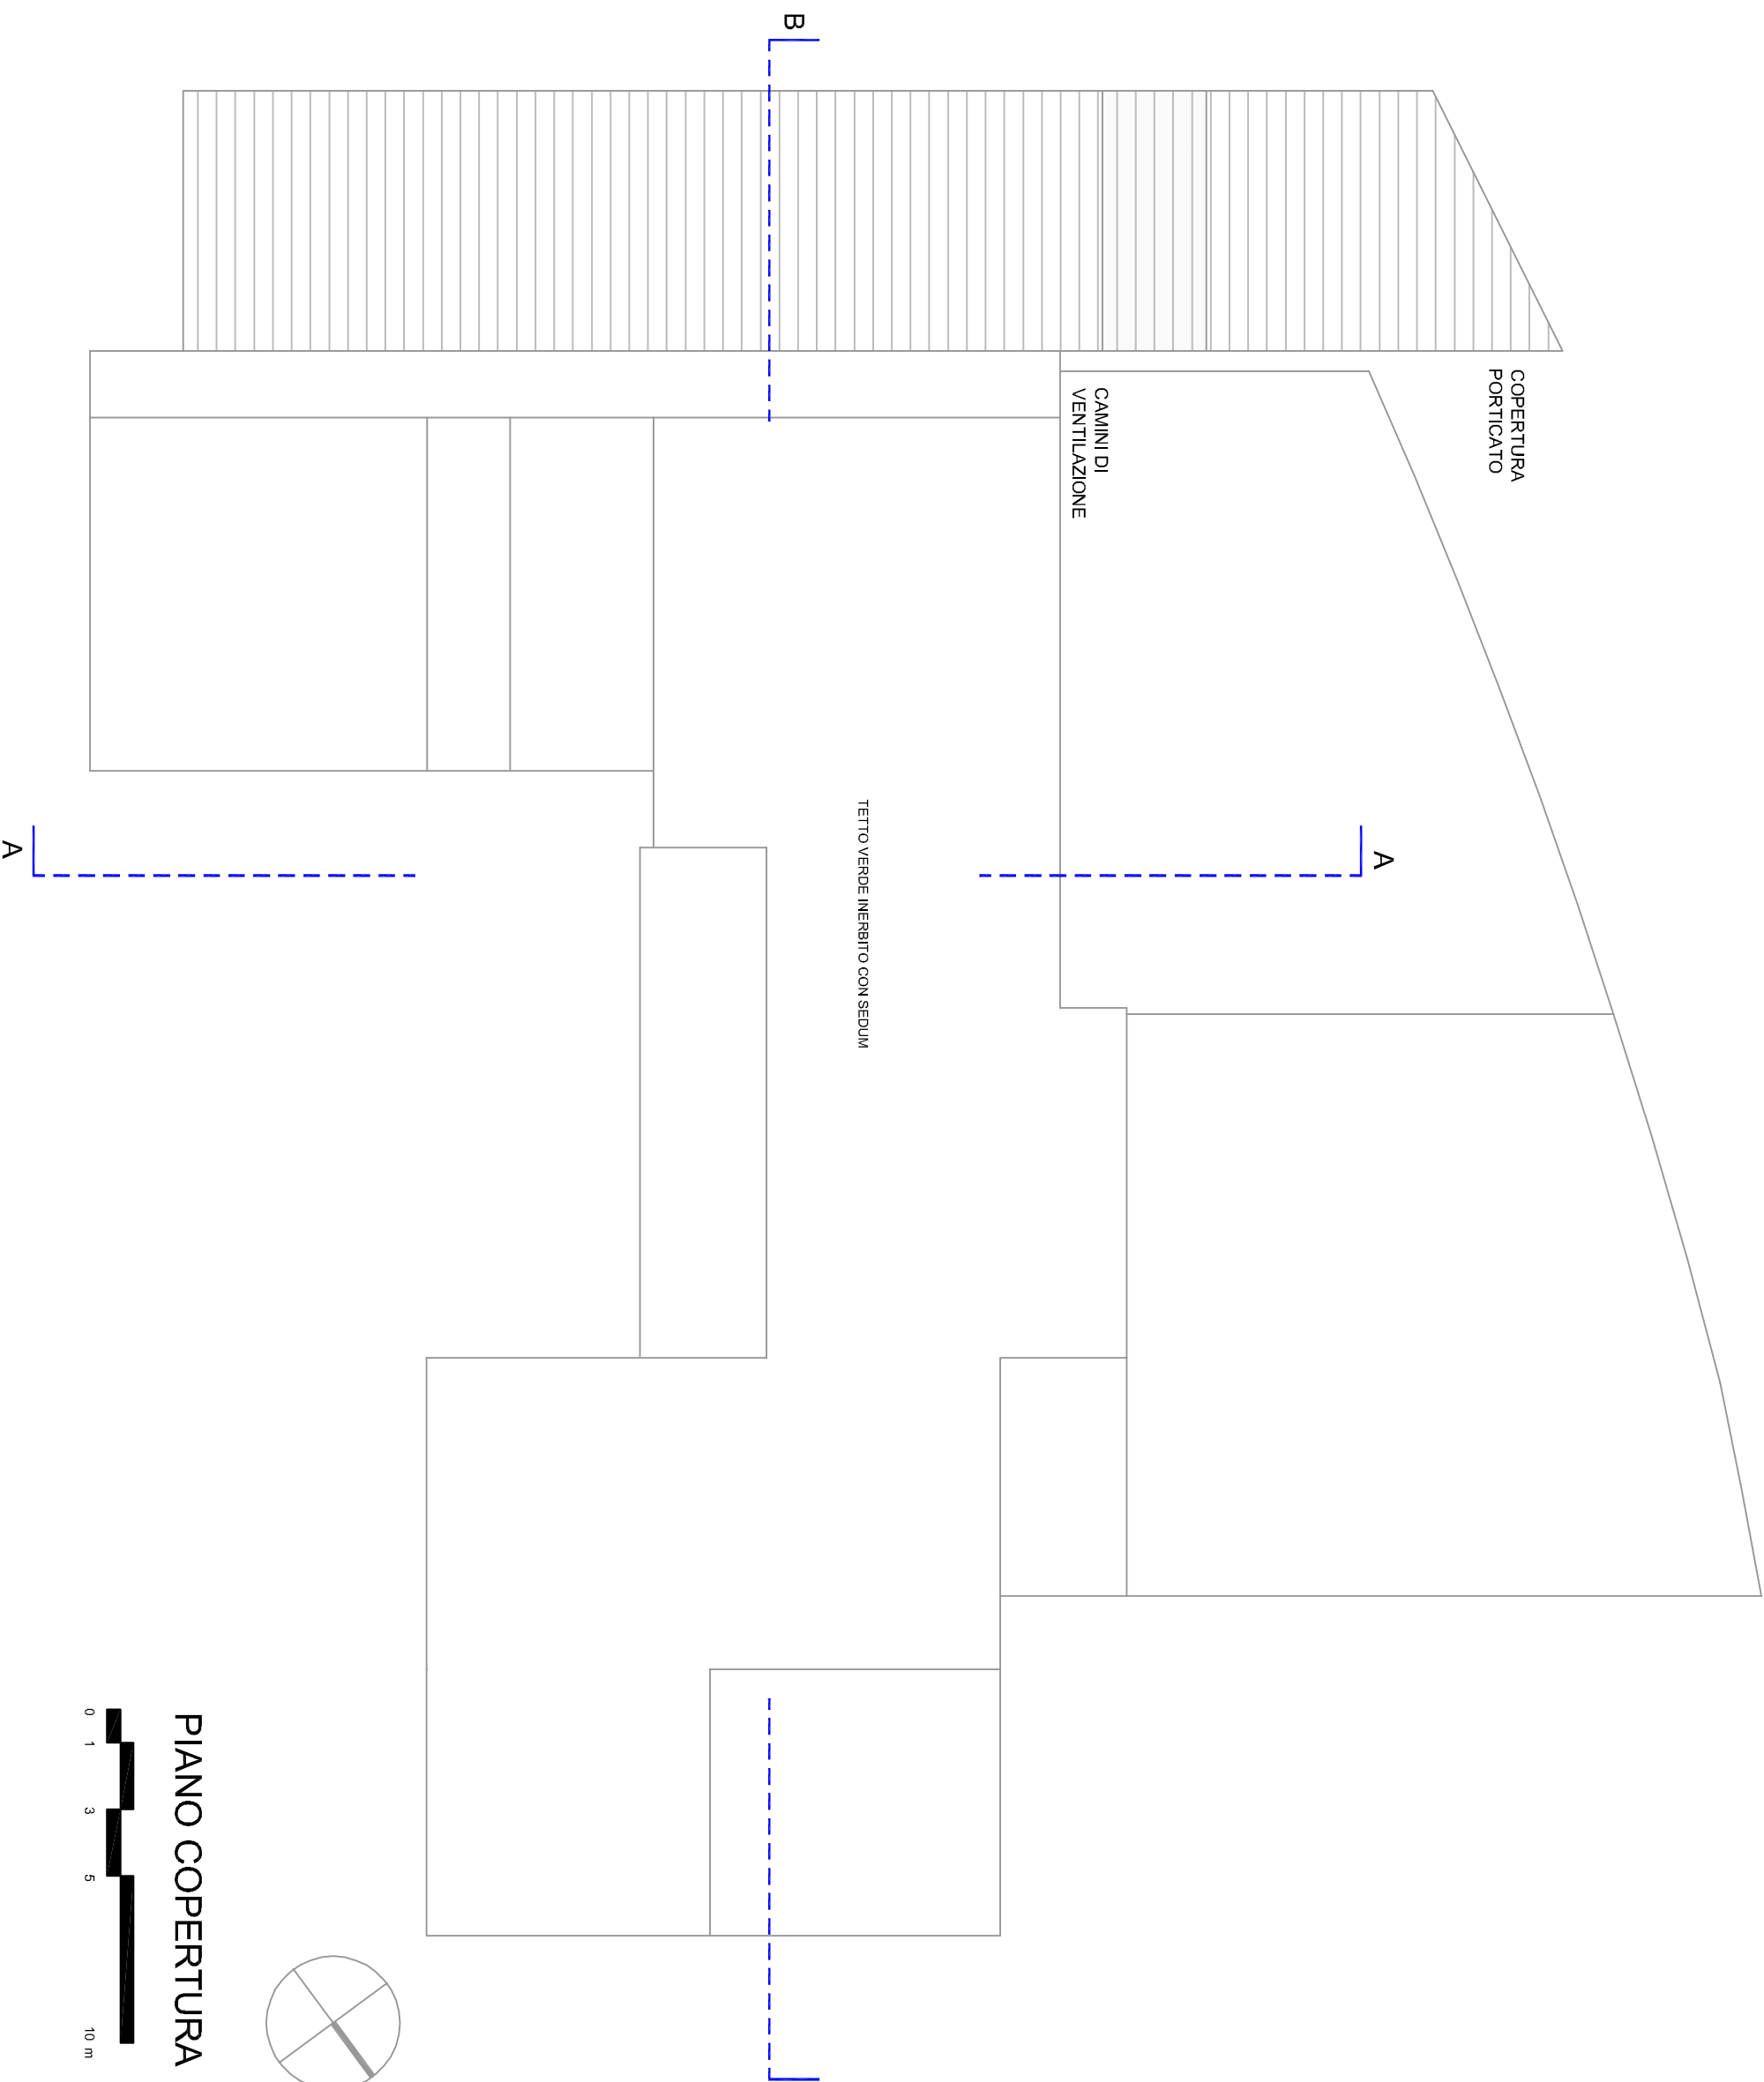 B
COPERTURA
PORTICATO
CAMINI DI
VENTILAZIONE
TETTO VERDE INERBITO CON SEDUM
A
A
PIANO COPERTURA
0 1 3 5 10 m